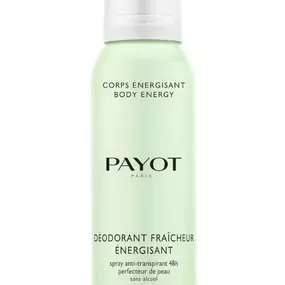 CORPS ÉNERGISANT
BODY ENERGY
PAYOT
PARIS
DÉODORANT FRAÎCHEUR
ÉNERGISANT
spray anti-transpirant 48h
perfecteur de peau
sans alcool